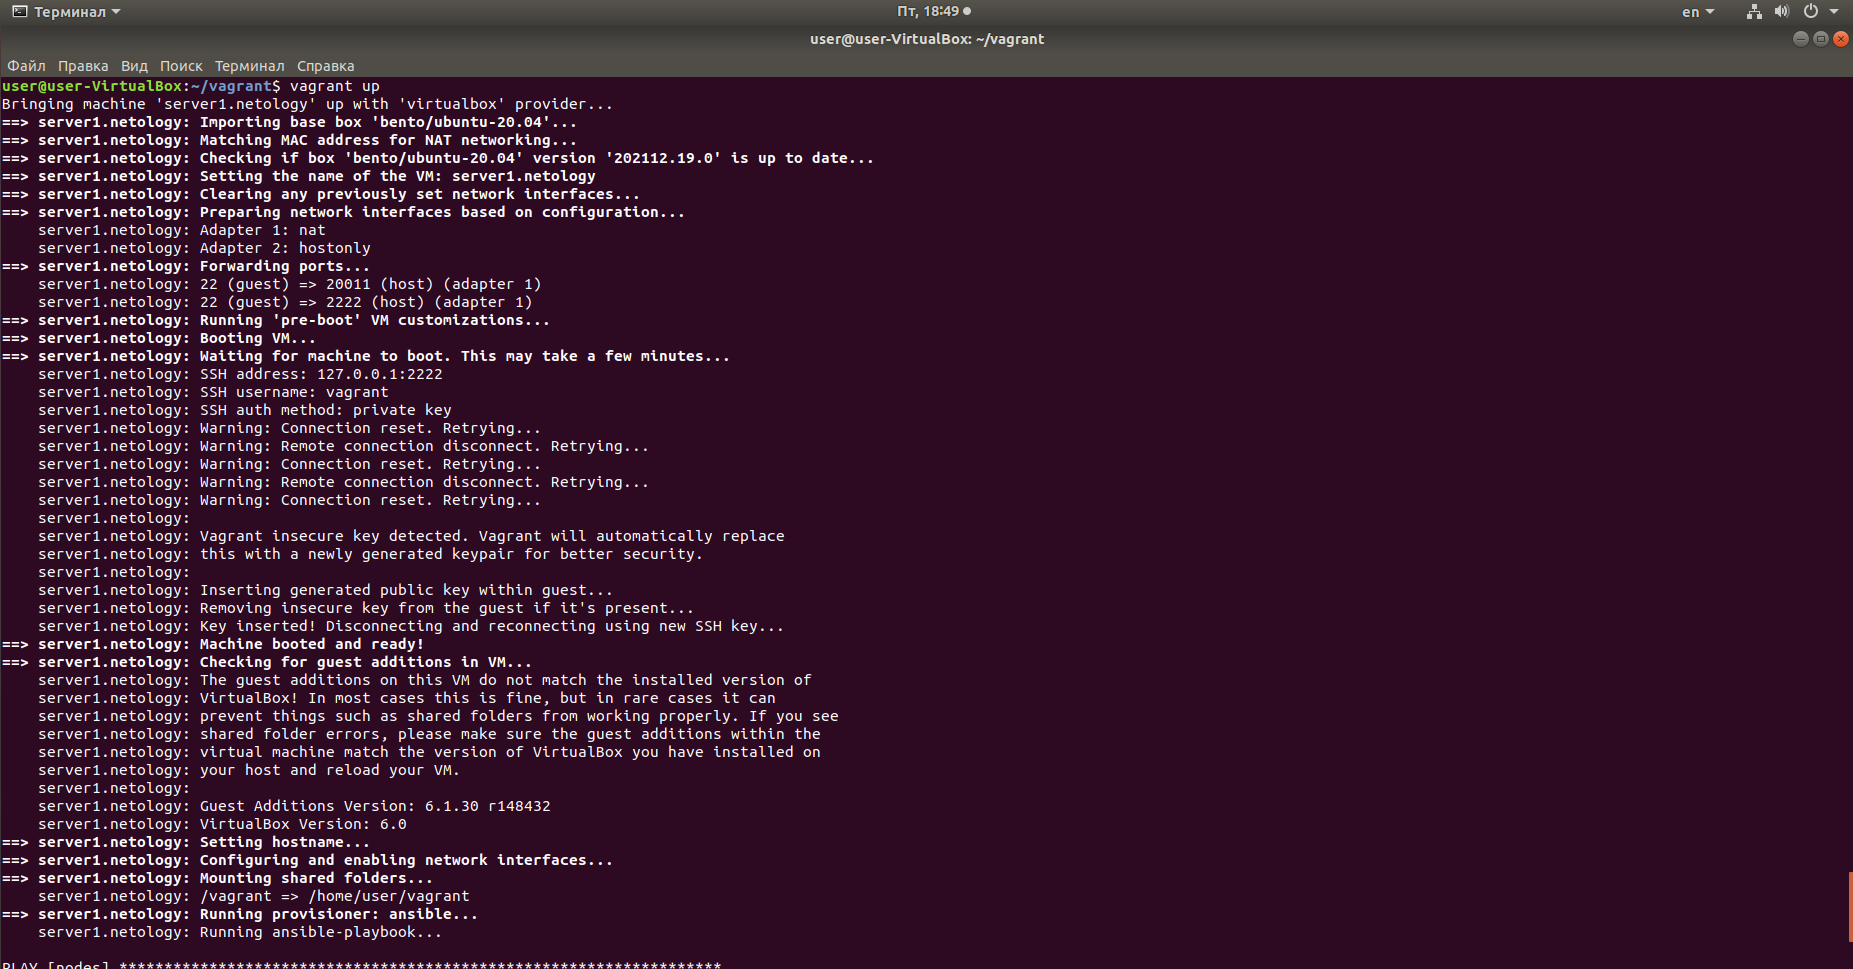 Терминал
Пт, 18:49
en
user@user-VirtualBox: ~/vagrant
Файл Правка Вид Поиск Терминал Справка
user@user-VirtualBox:~/vagrant$ vagrant up
Bringing machine 'server1.netology' up with 'virtualbox' provider...
==> server1.netology: Importing base box 'bento/ubuntu-20.04'...
==> server1.netology: Matching MAC address for NAT networking...
==> server1.netology: Checking if box 'bento/ubuntu-20.04' version '202112.19.0' is up to date...
==> server1.netology: Setting the name of the VM: server1.netology
==> server1.netology: Clearing any previously set network interfaces...
==> server1.netology: Preparing network interfaces based on configuration...
    server1.netology: Adapter 1: nat
    server1.netology: Adapter 2: hostonly
==> server1.netology: Forwarding ports...
    server1.netology: 22 (guest) => 20011 (host) (adapter 1)
    server1.netology: 22 (guest) => 2222 (host) (adapter 1)
==> server1.netology: Running 'pre-boot' VM customizations...
==> server1.netology: Booting VM...
==> server1.netology: Waiting for machine to boot. This may take a few minutes...
    server1.netology: SSH address: 127.0.0.1:2222
    server1.netology: SSH username: vagrant
    server1.netology: SSH auth method: private key
    server1.netology: Warning: Connection reset. Retrying...
    server1.netology: Warning: Remote connection disconnect. Retrying...
    server1.netology: Warning: Connection reset. Retrying...
    server1.netology: Warning: Remote connection disconnect. Retrying...
    server1.netology: Warning: Connection reset. Retrying...
    server1.netology:
    server1.netology: Vagrant insecure key detected. Vagrant will automatically replace
    server1.netology: this with a newly generated keypair for better security.
    server1.netology:
    server1.netology: Inserting generated public key within guest...
    server1.netology: Removing insecure key from the guest if it's present...
    server1.netology: Key inserted! Disconnecting and reconnecting using new SSH key...
==> server1.netology: Machine booted and ready!
==> server1.netology: Checking for guest additions in VM...
    server1.netology: The guest additions on this VM do not match the installed version of
    server1.netology: VirtualBox! In most cases this is fine, but in rare cases it can
    server1.netology: prevent things such as shared folders from working properly. If you see
    server1.netology: shared folder errors, please make sure the guest additions within the
    server1.netology: virtual machine match the version of VirtualBox you have installed on
    server1.netology: your host and reload your VM.
    server1.netology:
    server1.netology: Guest Additions Version: 6.1.30 r148432
    server1.netology: VirtualBox Version: 6.0
==> server1.netology: Setting hostname...
==> server1.netology: Configuring and enabling network interfaces...
==> server1.netology: Mounting shared folders...
    server1.netology: /vagrant => /home/user/vagrant
==> server1.netology: Running provisioner: ansible...
    server1.netology: Running ansible-playbook...
PLAY [nodes] *******************************************************************